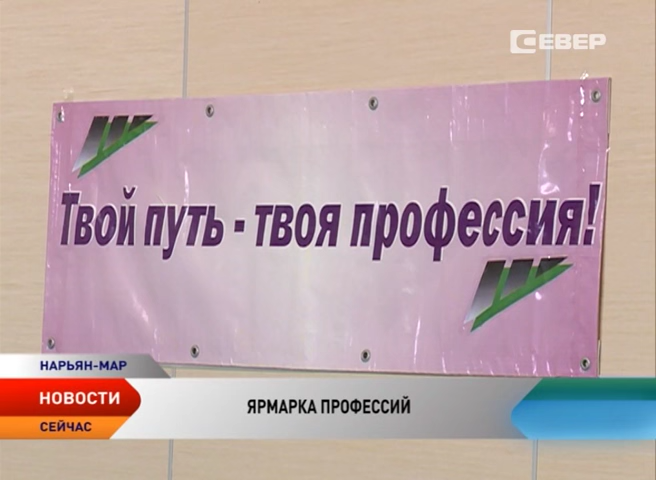 СЕВЕР
Твой путь - твоя профессия!
НАРЬЯН-МАР
НОВОСТИ
ЯРМАРКА ПРОФЕССИЙ
СЕЙЧАС